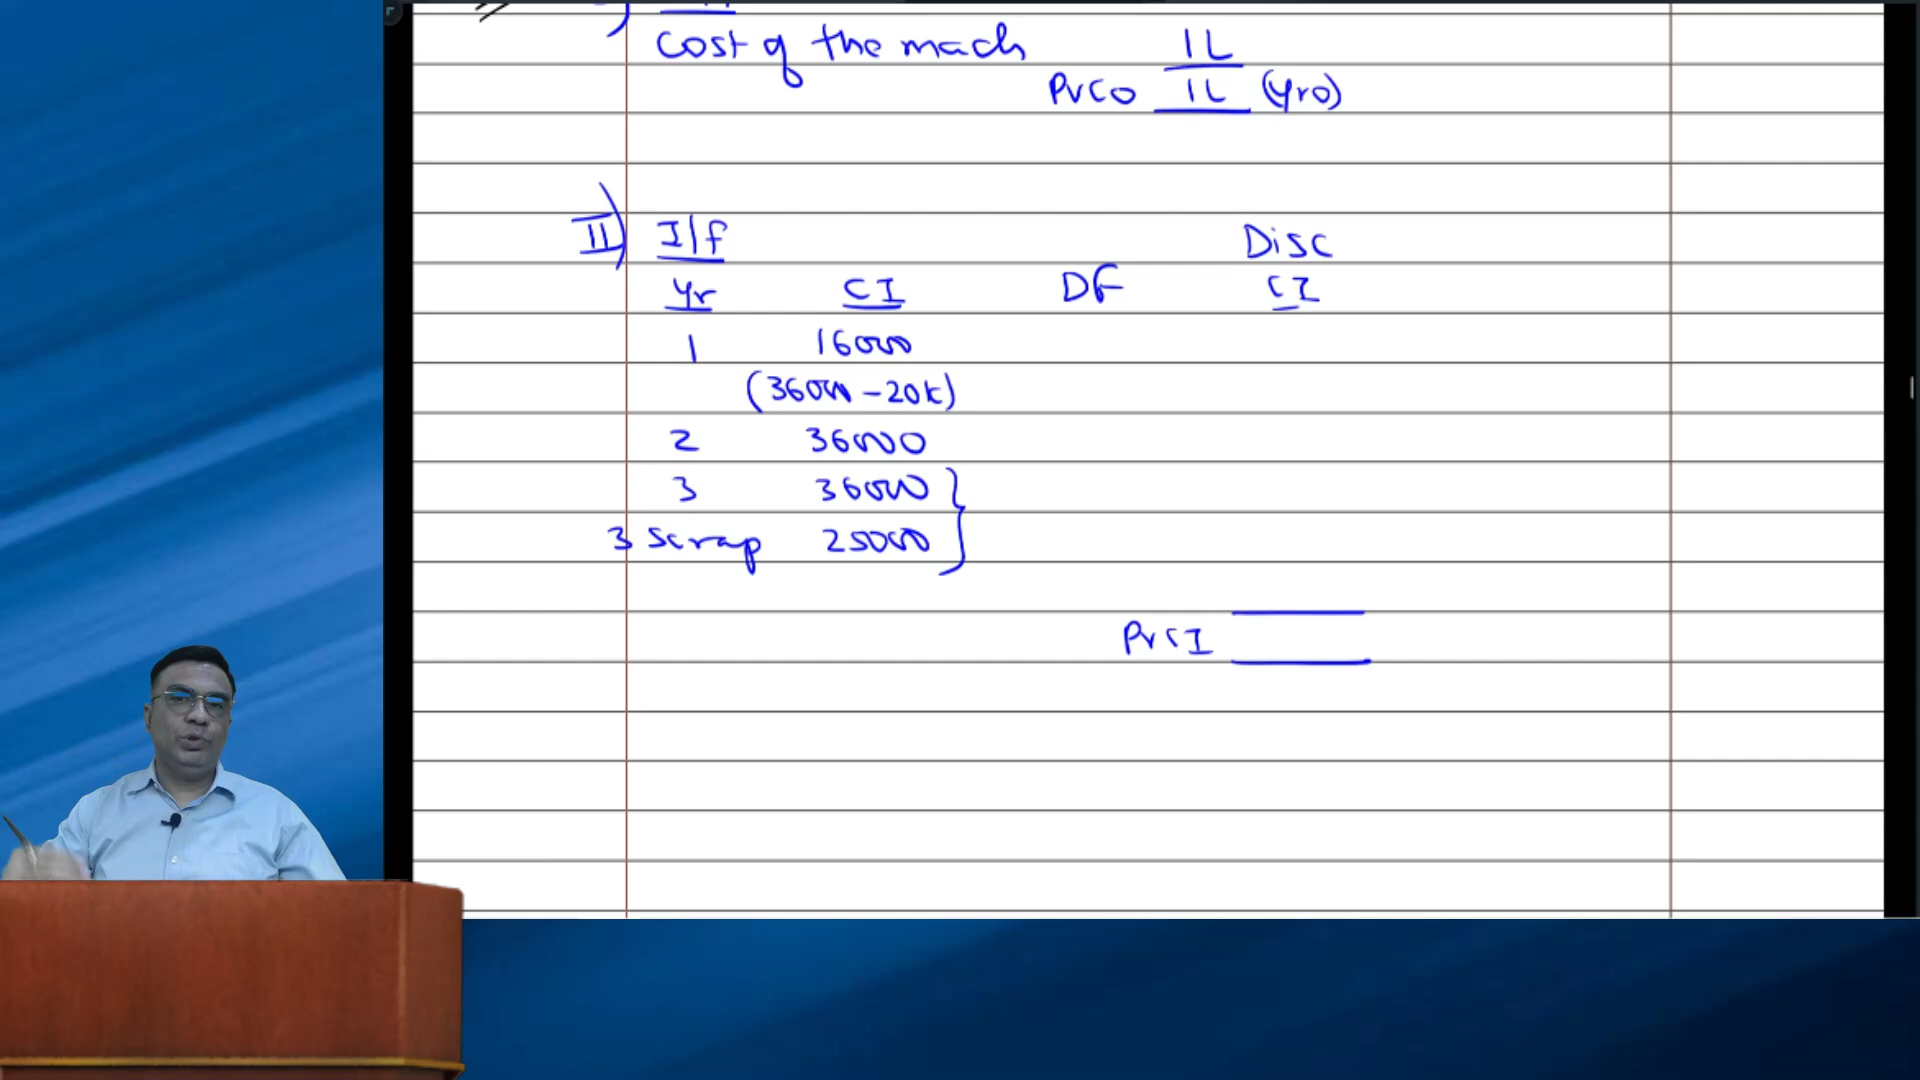 cost of the mach 1L
PVCO 1L (yr0)
II) I/f Disc
Yr CI DF CI
1 16000
(36000-20k)
2 36000
3 36000
3 Scrap 25000
PVCI